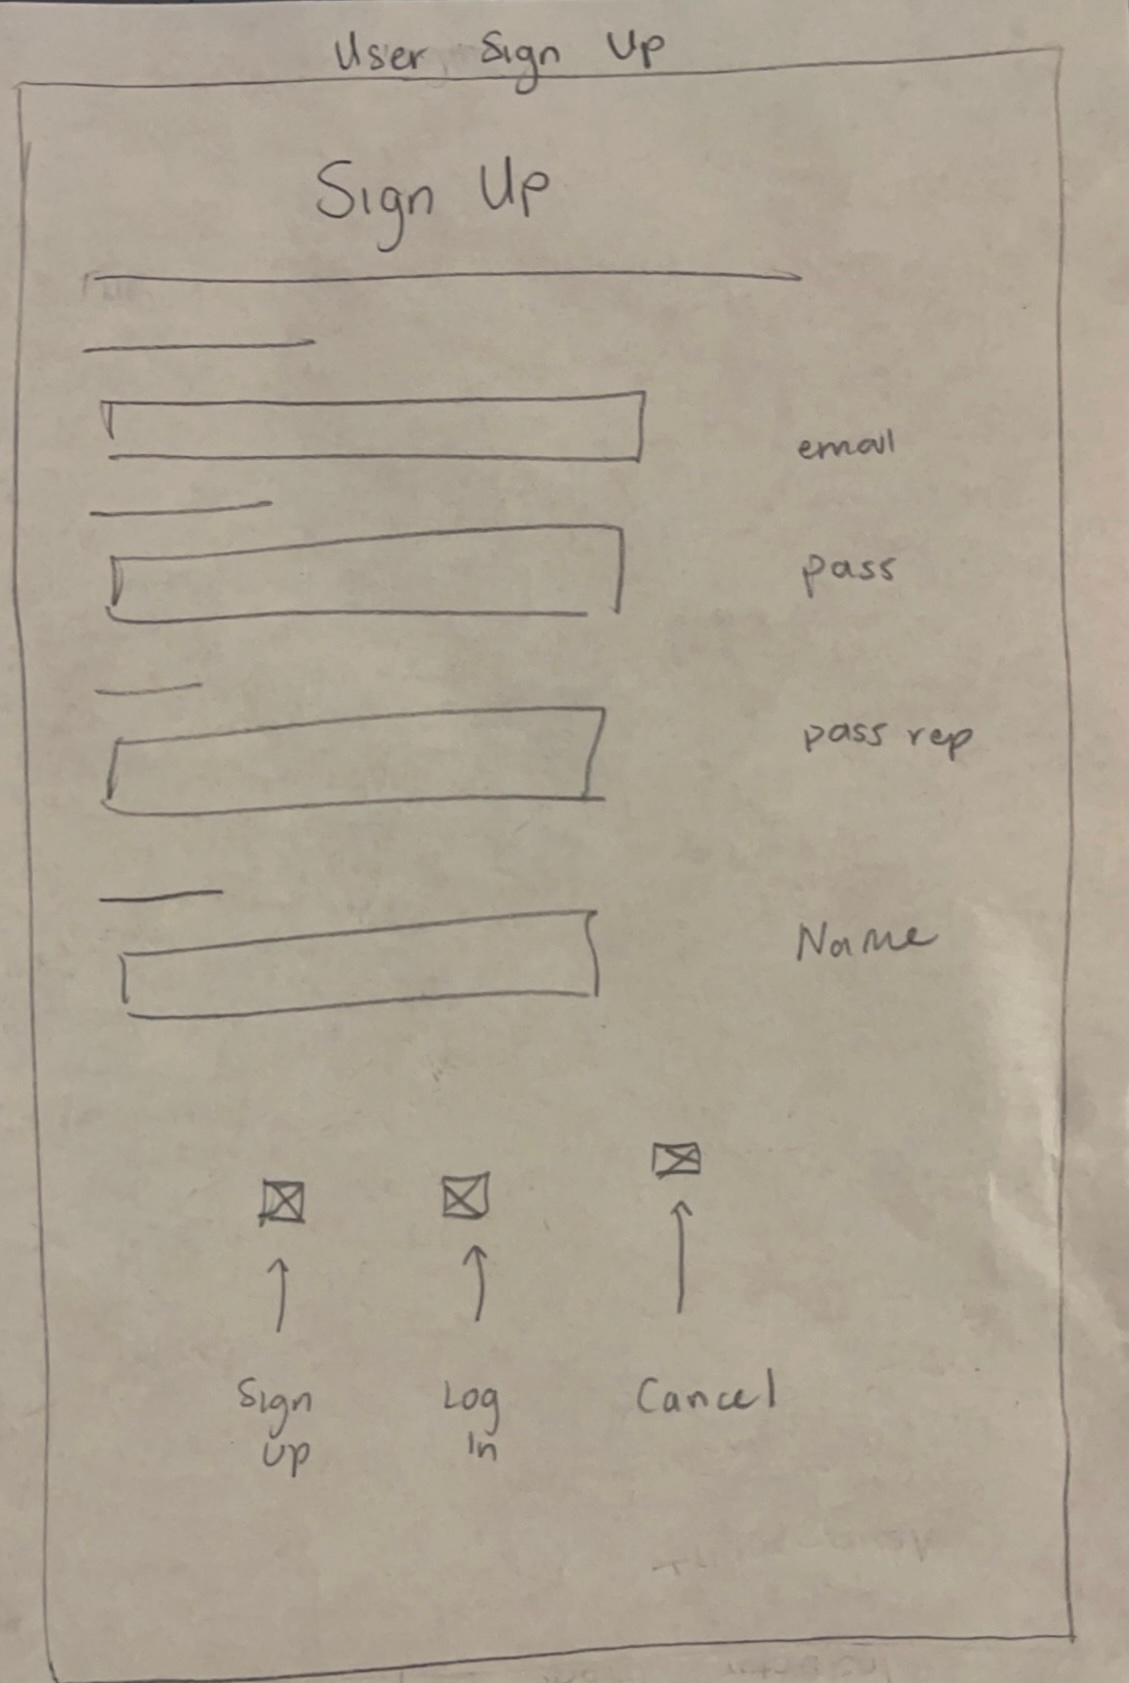 User Sign Up
Sign Up
email
pass
pass rep
Name
Sign
Up
Log
In
Cancel